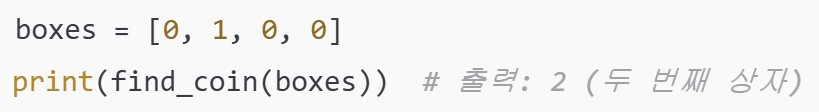 boxes = [0, 1, 0, 0]
print(find_coin(boxes))  # 출력: 2 (두 번째 상자)